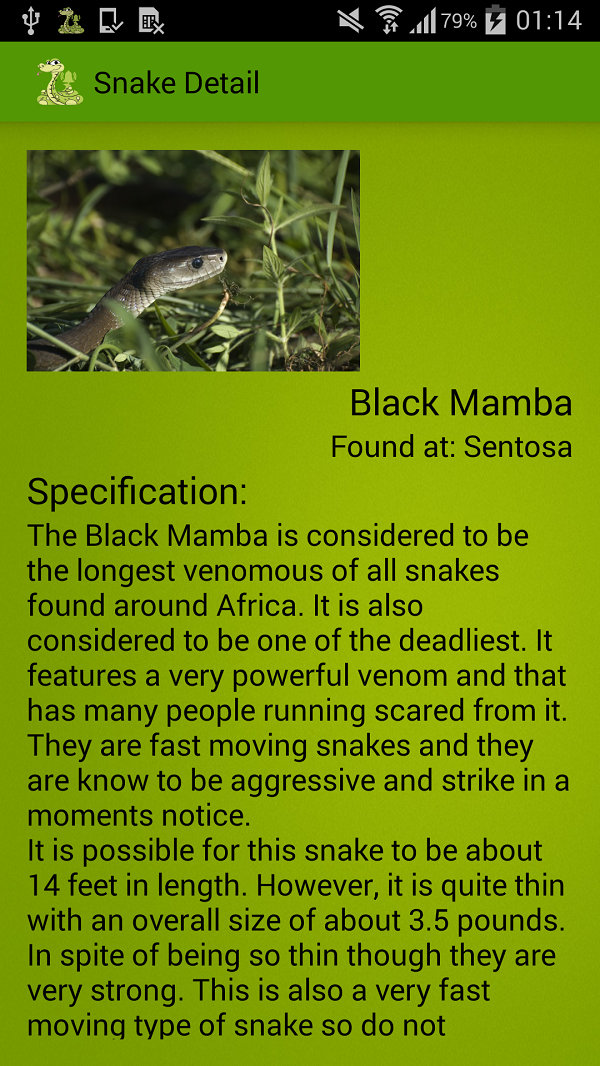 79% 01:14
Snake Detail
Black Mamba
Found at: Sentosa
Specification:
The Black Mamba is considered to be
the longest venomous of all snakes
found around Africa. It is also
considered to be one of the deadliest. It
features a very powerful venom and that
has many people running scared from it.
They are fast moving snakes and they
are know to be aggressive and strike in a
moments notice.
It is possible for this snake to be about
14 feet in length. However, it is quite thin
with an overall size of about 3.5 pounds.
In spite of being so thin though they are
very strong. This is also a very fast
moving type of snake so do not